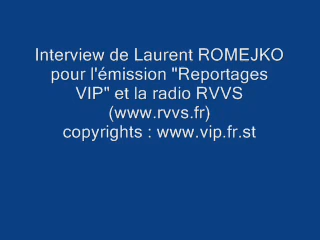 Interview de Laurent ROMEJKO
pour l'émission "Reportages
VIP" et la radio RVVS
(www.rvvs.fr)
copyrights : www.vip.fr.st